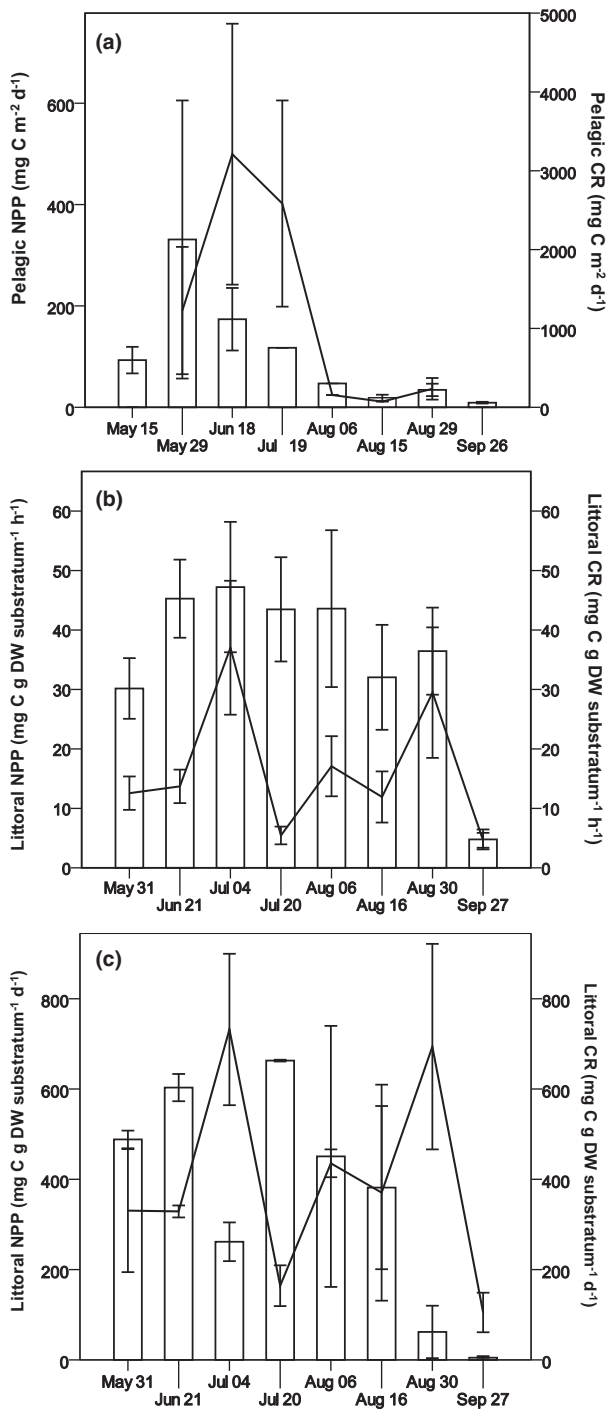 (a)
Pelagic NPP (mg C m-2 d-1)
600
400
200
0
5000
4000
3000
2000
1000
0
Pelagic CR (mg C m-2 d-1)
May 15
May 29
Jun 18
Jul 19
Aug 06
Aug 15
Aug 29
Sep 26
(b)
Littoral NPP (mg C g DW substratum-1 h-1)
60
50
40
30
20
10
0
60
50
40
30
20
10
0
Littoral CR (mg C g DW substratum-1 h-1)
May 31
Jun 21
Jul 04
Jul 20
Aug 06
Aug 16
Aug 30
Sep 27
(c)
Littoral NPP (mg C g DW substratum-1 d-1)
800
600
400
200
0
800
600
400
200
0
Littoral CR (mg C g DW substratum-1 d-1)
May 31
Jun 21
Jul 04
Jul 20
Aug 06
Aug 16
Aug 30
Sep 27